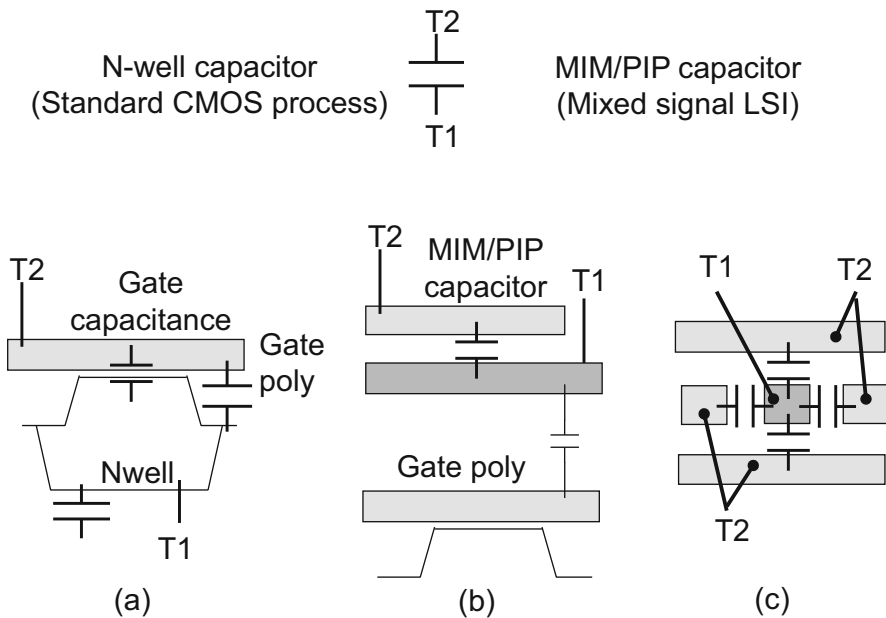 T2
N-well capacitor
(Standard CMOS process)
T1
MIM/PIP capacitor
(Mixed signal LSI)
T2
Gate
capacitance
Gate
poly
Nwell
T1
(a)
T2
MIM/PIP
capacitor
T1
Gate poly
(b)
T1
T2
T2
(c)